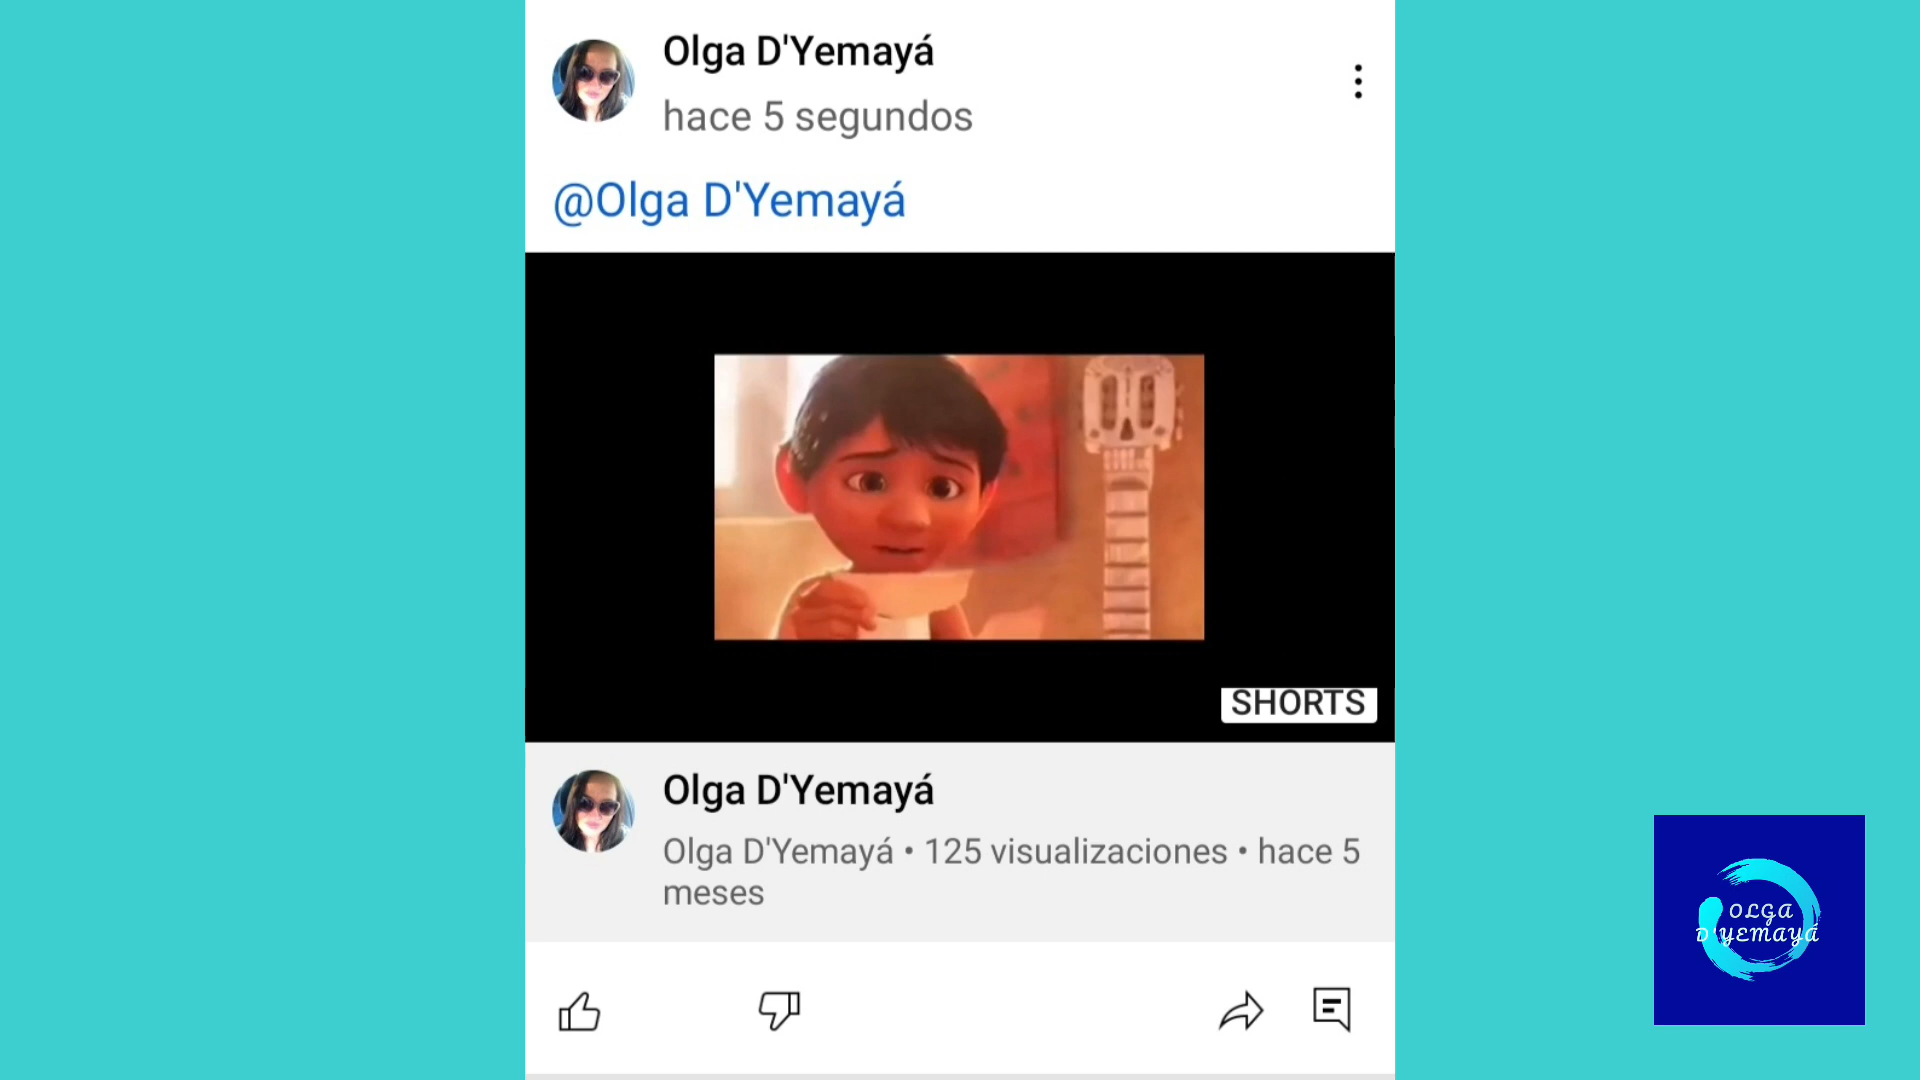 Olga D'Yemayá
hace 5 segundos
@Olga D'Yemayá
SHORTS
Olga D'Yemayá
Olga D'Yemayá • 125 visualizaciones • hace 5
meses
OLGA
D'YEMAYÁ